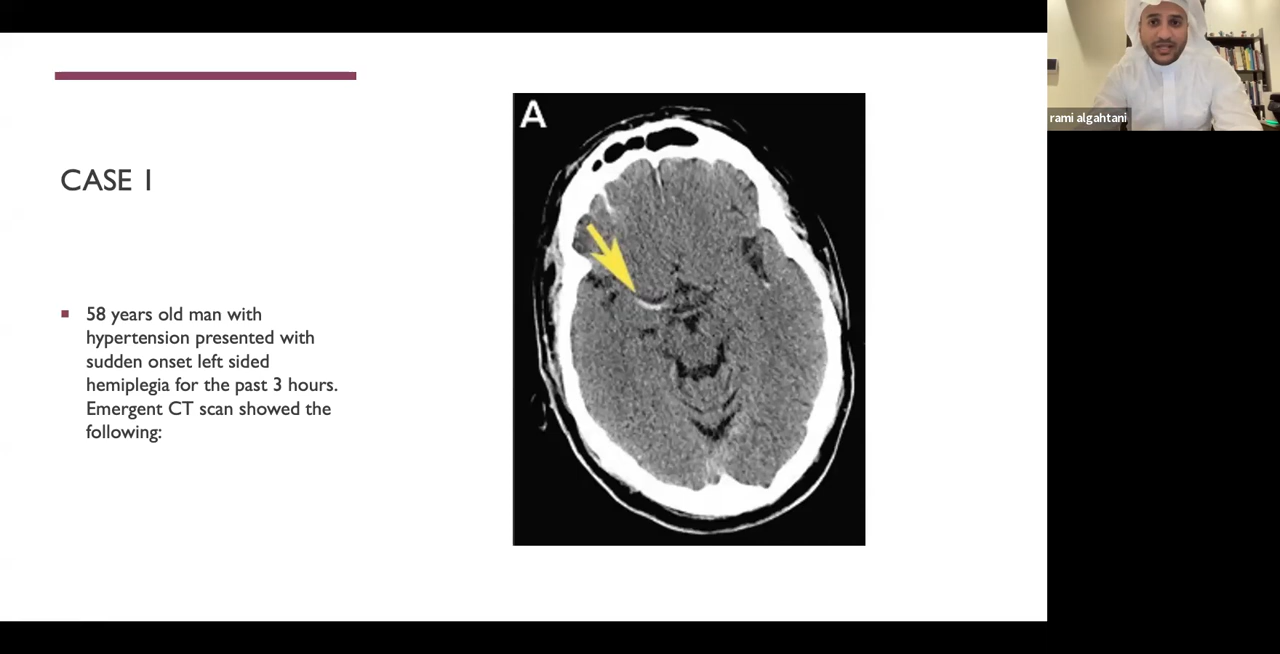 A
CASE 1
58 years old man with
hypertension presented with
sudden onset left sided
hemiplegia for the past 3 hours.
Emergent CT scan showed the
following:
rami algahtani